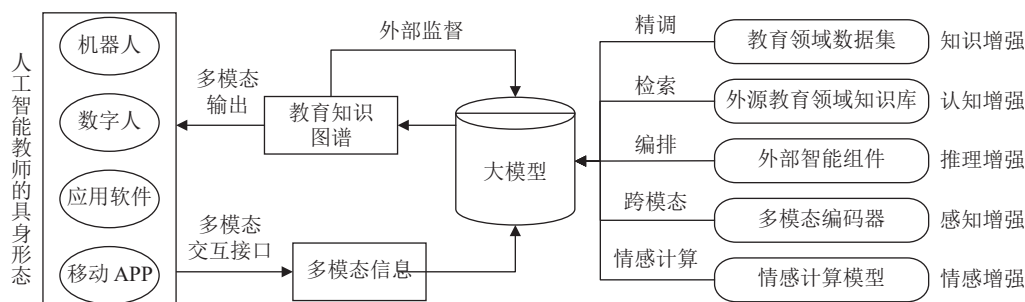 人工智能教师的具身形态
机器人
数字人
应用软件
移动 APP
多模态
输出
多模态
交互接口
外部监督
教育知识
图谱
多模态信息
大模型
精调
教育领域数据集
知识增强
检索
外源教育领域知识库
认知增强
编排
外部智能组件
推理增强
跨模态
多模态编码器
感知增强
情感计算
情感计算模型
情感增强